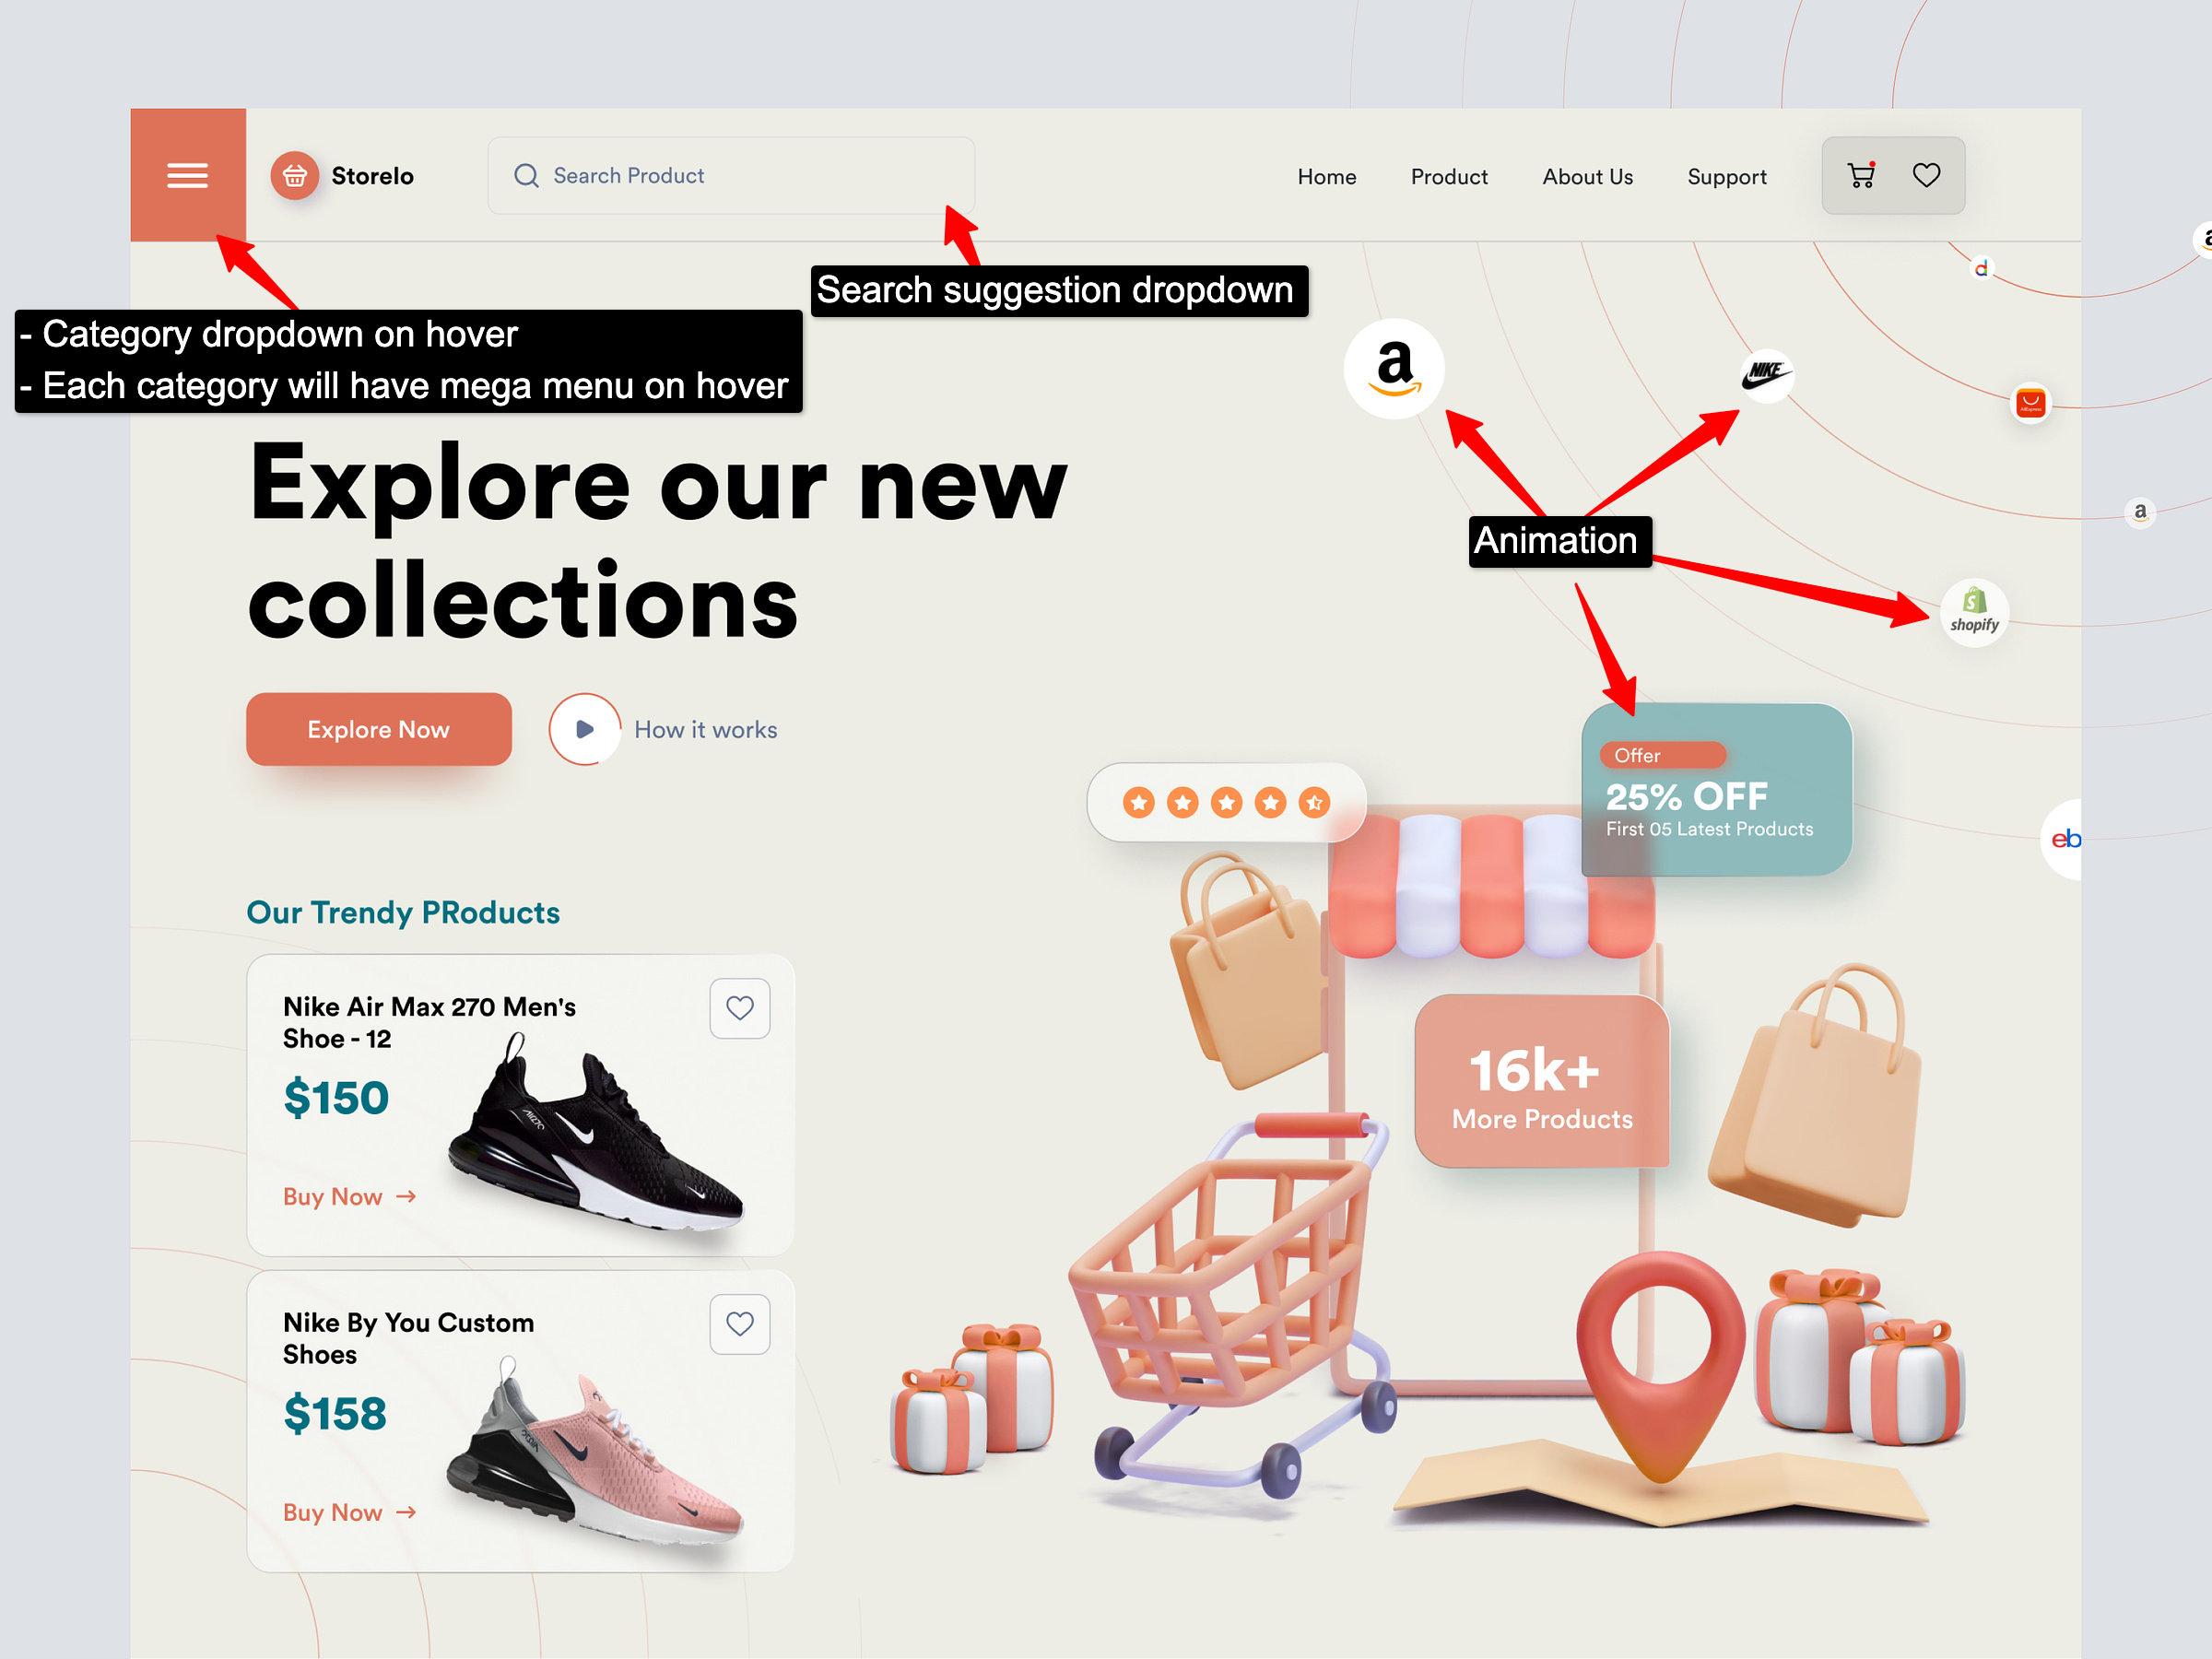 Storelo
Search Product
Home
Product
About Us
Support
Search suggestion dropdown
- Category dropdown on hover
- Each category will have mega menu on hover
a
d
a
NIKE
AliExpress
a
Animation
shopify
Explore our new
collections
Explore Now
How it works
Offer
25% OFF
First 05 Latest Products
eb
Our Trendy PRoducts
Nike Air Max 270 Men's
Shoe - 12
$150
Buy Now
16k+
More Products
Nike By You Custom
Shoes
$158
Buy Now